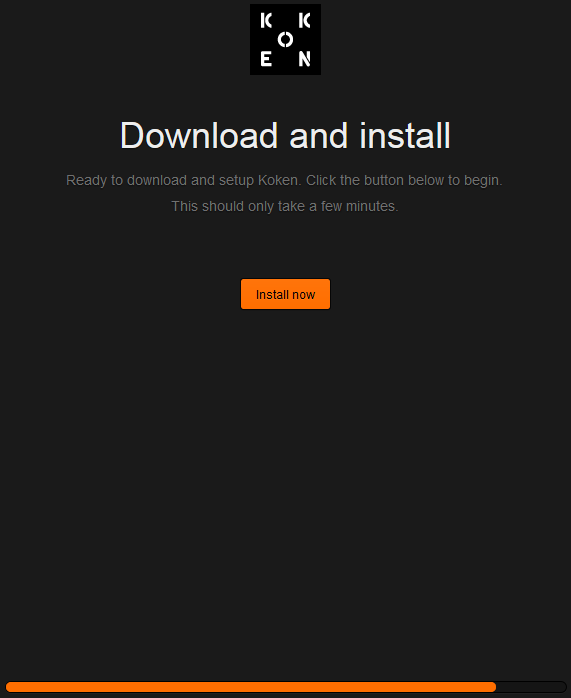 K K
O
E N
Download and install
Ready to download and setup Koken. Click the button below to begin.
This should only take a few minutes.
Install now